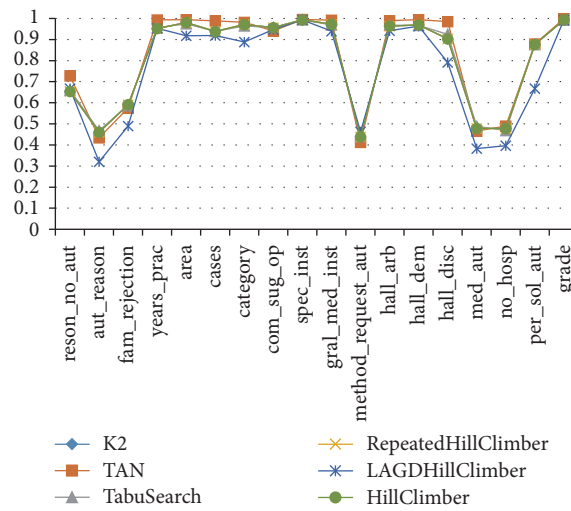 1
0.9
0.8
0.7
0.6
0.5
0.4
0.3
0.2
0.1
0
reson_no_aut
aut_reason
fam_rejection
years_prac
area
cases
category
com_sug_op
spec_inst
gral_med_inst
method_request_aut
hall_arb
hall_dem
hall_disc
med_aut
no_hosp
per_sol_aut
grade
K2
TAN
TabuSearch
RepeatedHillClimber
LAGDHillClimber
HillClimber